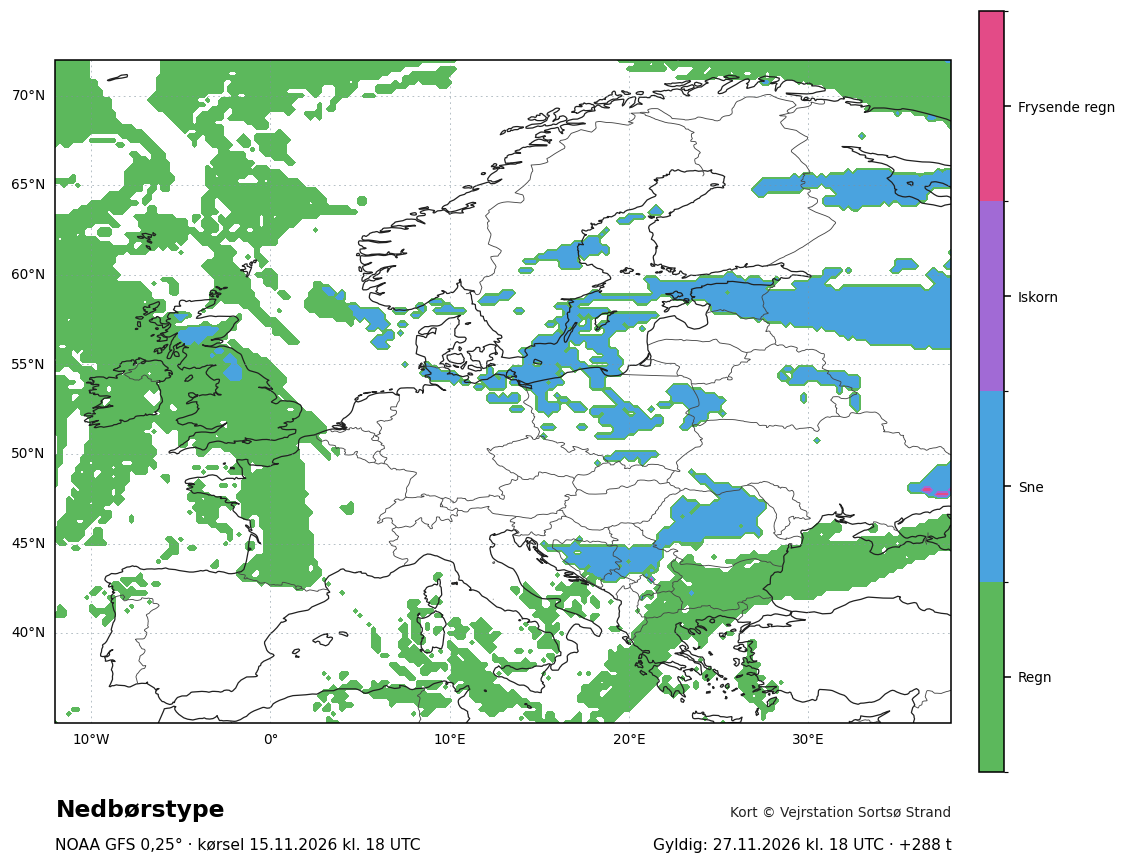 Frysende regn
Iskorn
Sne
Regn
70°N
65°N
60°N
55°N
50°N
45°N
40°N
10°W
0°
10°E
20°E
30°E
Nedbørstype
Kort © Vejrstation Sortsø Strand
NOAA GFS 0,25° · kørsel 15.11.2026 kl. 18 UTC
Gyldig: 27.11.2026 kl. 18 UTC · +288 t